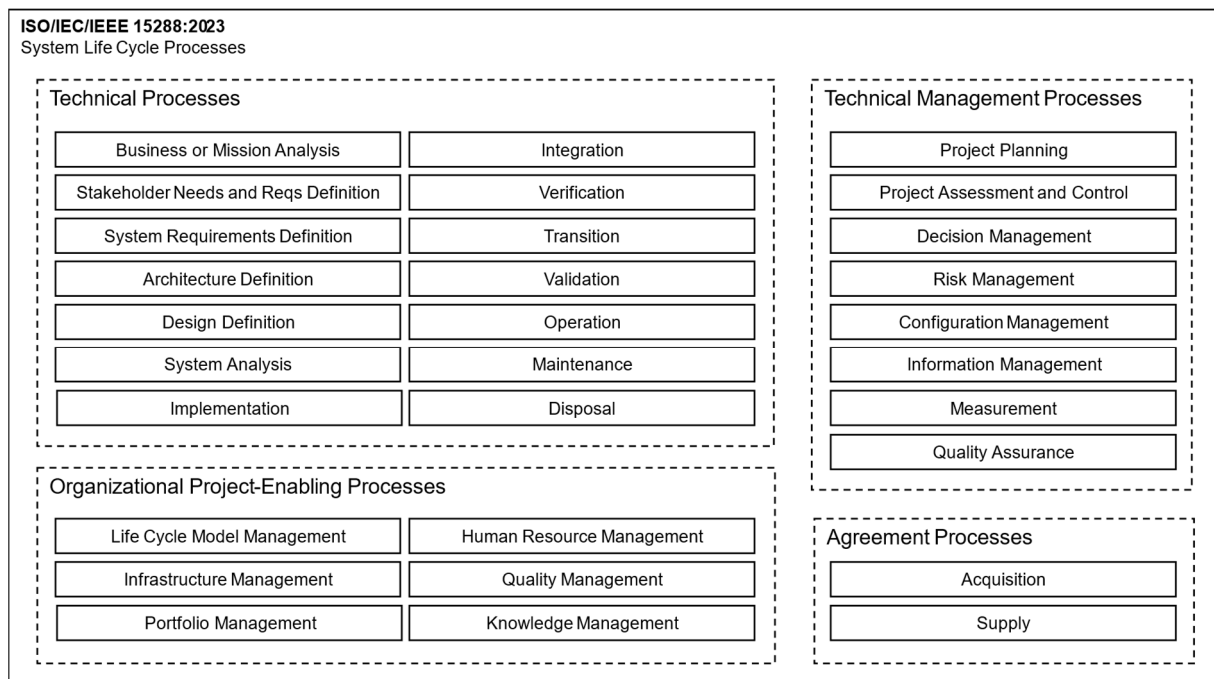 ISO/IEC/IEEE 15288:2023
System Life Cycle Processes
Technical Processes
Business or Mission Analysis
Stakeholder Needs and Reqs Definition
System Requirements Definition
Architecture Definition
Design Definition
System Analysis
Implementation
Integration
Verification
Transition
Validation
Operation
Maintenance
Disposal
Technical Management Processes
Project Planning
Project Assessment and Control
Decision Management
Risk Management
Configuration Management
Information Management
Measurement
Quality Assurance
Organizational Project-Enabling Processes
Life Cycle Model Management
Infrastructure Management
Portfolio Management
Human Resource Management
Quality Management
Knowledge Management
Agreement Processes
Acquisition
Supply